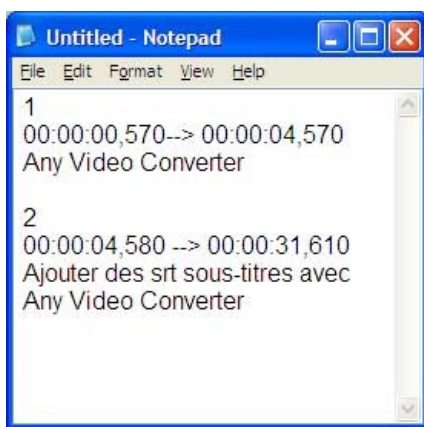 Untitled - Notepad
File Edit Format View Help
1
00:00:00,570--> 00:00:04,570
Any Video Converter
2
00:00:04,580 --> 00:00:31,610
Ajouter des srt sous-titres avec
Any Video Converter